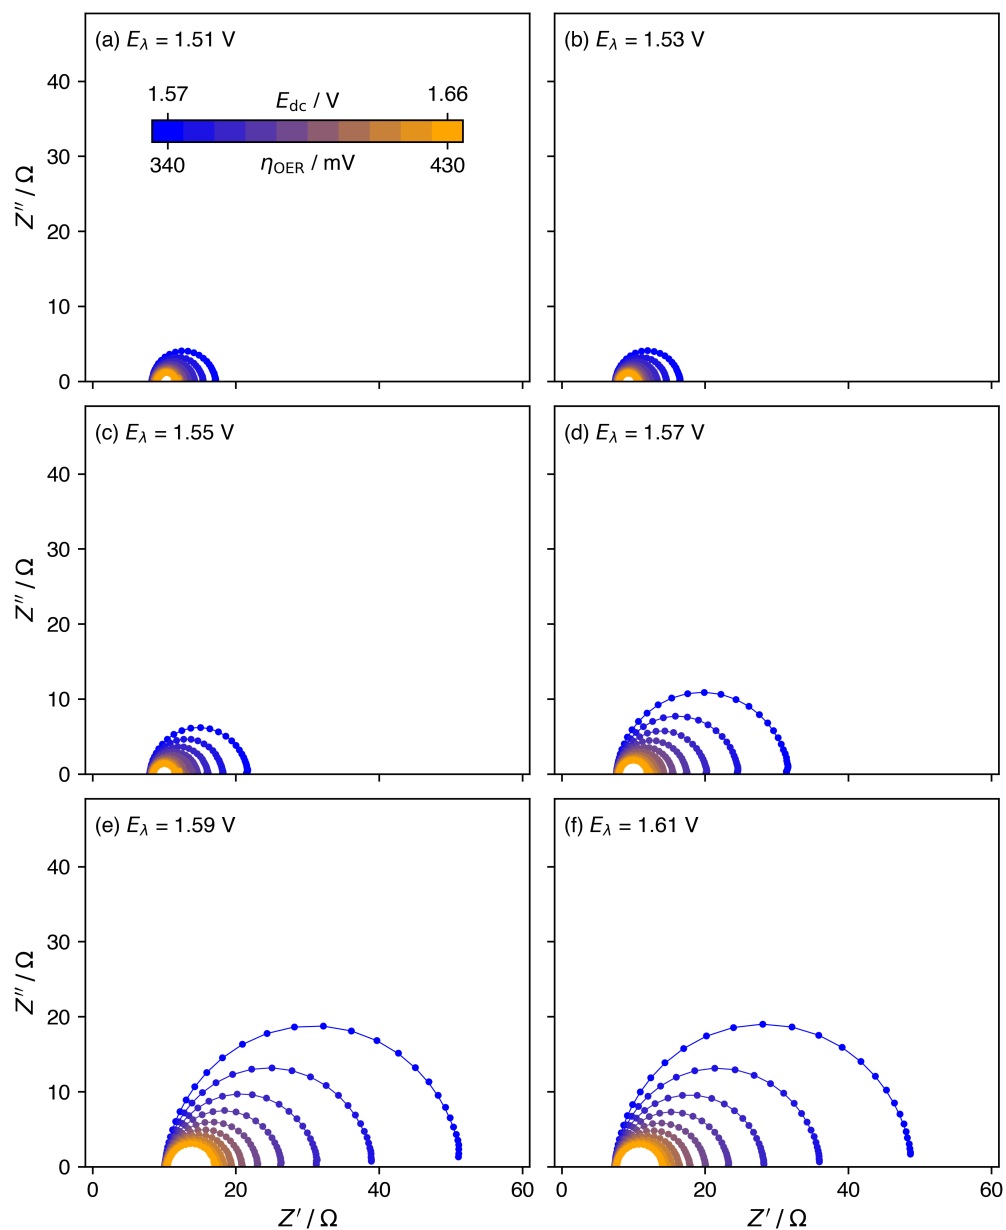 (a) Eλ = 1.51 V
(b) Eλ = 1.53 V
1.57 Edc / V 1.66
340 ηOER / mV 430
Z′′ / Ω
40
30
20
10
0
0 20 40 60
0 20 40 60
(c) Eλ = 1.55 V
(d) Eλ = 1.57 V
Z′′ / Ω
40
30
20
10
0
(e) Eλ = 1.59 V
(f) Eλ = 1.61 V
Z′′ / Ω
40
30
20
10
0
Z′ / Ω
Z′ / Ω